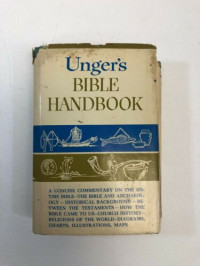 Unger's
BIBLE
HANDBOOK
A CONCISE COMMENTARY ON THE EN-
TIRE BIBLE—THE BIBLE AND ARCHAEOL-
OGY—HISTORICAL BACKGROUND—BE-
TWEEN THE TESTAMENTS—HOW THE
BIBLE CAME TO US—CHURCH HISTORY—
RELIGIONS OF THE WORLD—DIAGRAMS,
CHARTS, ILLUSTRATIONS, MAPS